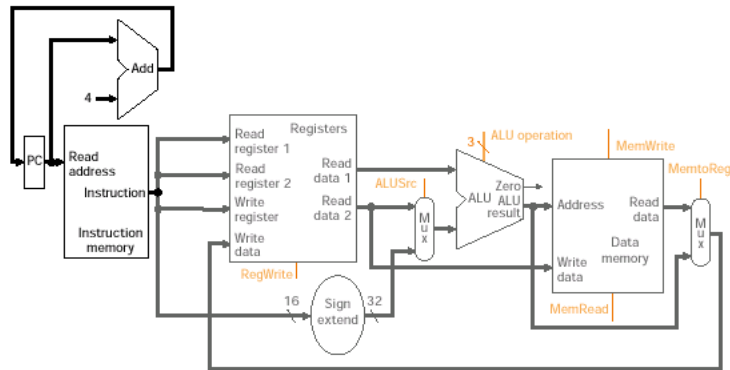 Add
4
PC
Read
address
Instruction
Instruction
memory
Read
register 1
Read
register 2
Write
register
Write
data
Registers
Read
data 1
Read
data 2
RegWrite
16
Sign
extend
32
ALUSrc
M
u
x
3
ALU operation
Zero
ALU
ALU
result
MemWrite
Address
Read
data
Data
memory
Write
data
MemRead
MemtoReg
M
u
x